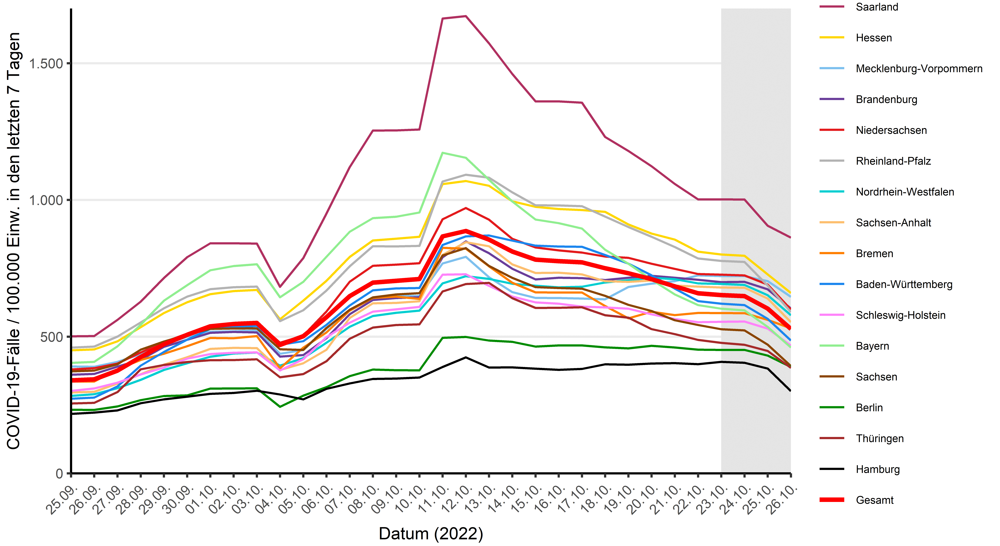 COVID-19-Fälle / 100.000 Einw. in den letzten 7 Tagen
1.500
1.000
500
0
25.09.
26.09.
27.09.
28.09.
29.09.
30.09.
01.10.
02.10.
03.10.
04.10.
05.10.
06.10.
07.10.
08.10.
09.10.
10.10.
11.10.
12.10.
13.10.
14.10.
15.10.
16.10.
17.10.
18.10.
19.10.
20.10.
21.10.
22.10.
23.10.
24.10.
25.10.
26.10.
Datum (2022)
Saarland
Hessen
Mecklenburg-Vorpommern
Brandenburg
Niedersachsen
Rheinland-Pfalz
Nordrhein-Westfalen
Sachsen-Anhalt
Bremen
Baden-Württemberg
Schleswig-Holstein
Bayern
Sachsen
Berlin
Thüringen
Hamburg
Gesamt